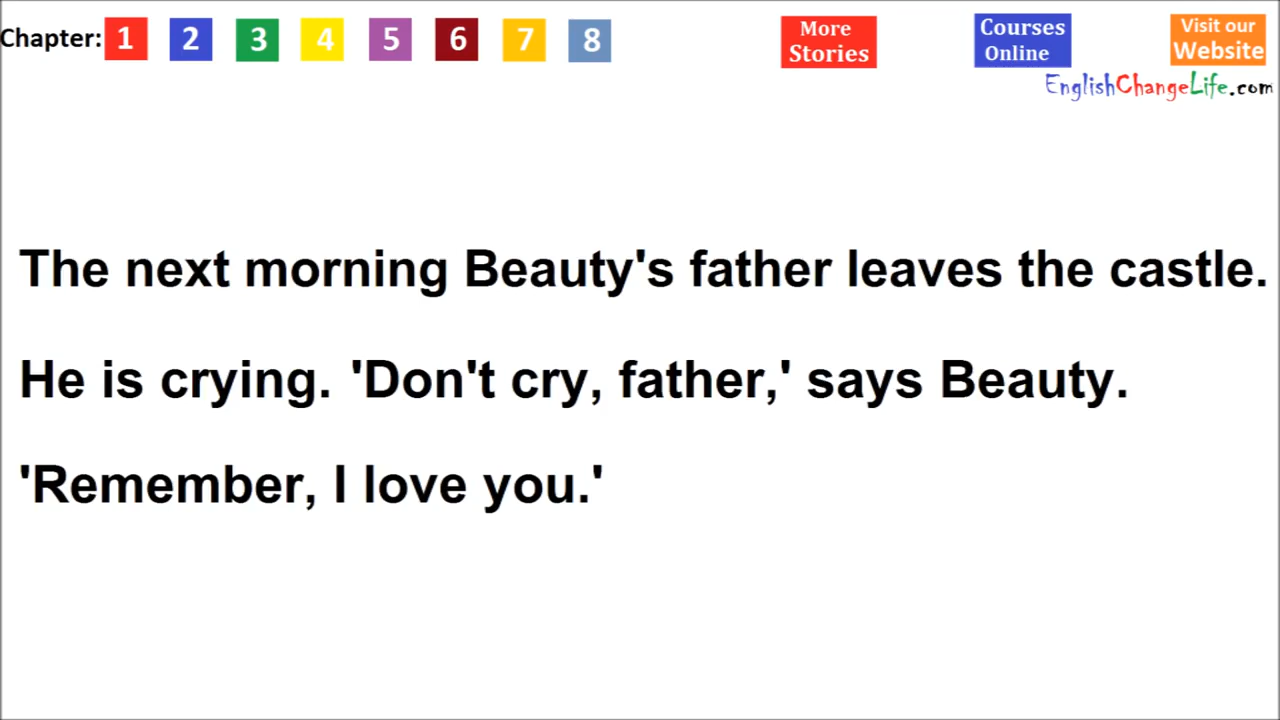 Chapter: 1 2 3 4 5 6 7 8
More
Stories
Courses
Online
Visit our
Website
EnglishChangeLife.com
The next morning Beauty's father leaves the castle.
He is crying. 'Don't cry, father,' says Beauty.
'Remember, I love you.'